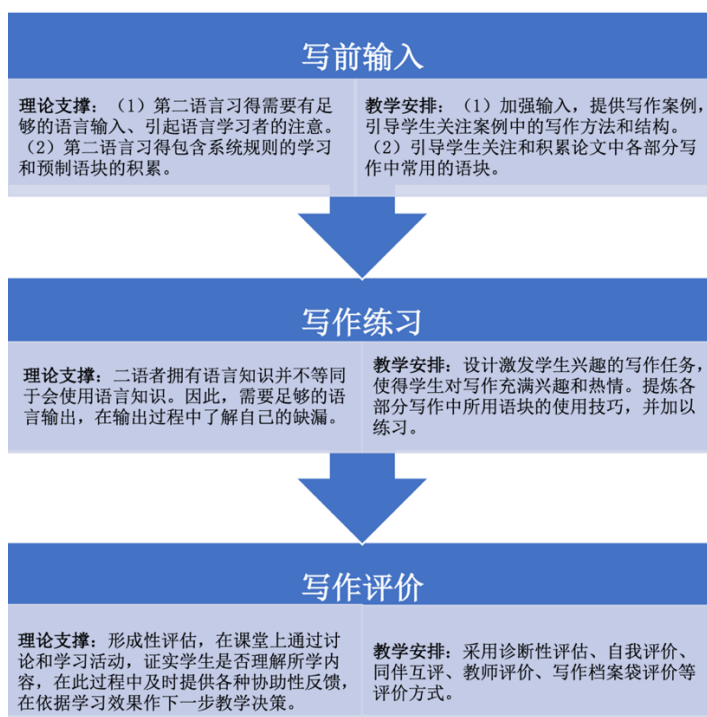 写前输入
理论支撑：（1）第二语言习得需要有足
够的语言输入、引起语言学习者的注意。
（2）第二语言习得包含系统规则的学习
和预制语块的积累。
教学安排：（1）加强输入，提供写作案例，
引导学生关注案例中的写作方法和结构。
（2）引导学生关注和积累论文中各部分写
作中常用的语块。
写作练习
理论支撑：二语者拥有语言知识并不等同
于会使用语言知识。因此，需要足够的语
言输出，在输出过程中了解自己的缺漏。
教学安排：设计激发学生兴趣的写作任务，
使得学生对写作充满兴趣和热情。提炼各
部分写作中所用语块的使用技巧，并加以
练习。
写作评价
理论支撑：形成性评估，在课堂上通过讨
论和学习活动，证实学生是否理解所学内
容，在此过程中及时提供各种协助性反馈，
在依据学习效果作下一步教学决策。
教学安排：采用诊断性评估、自我评价、
同伴互评、教师评价、写作档案袋评价等
评价方式。